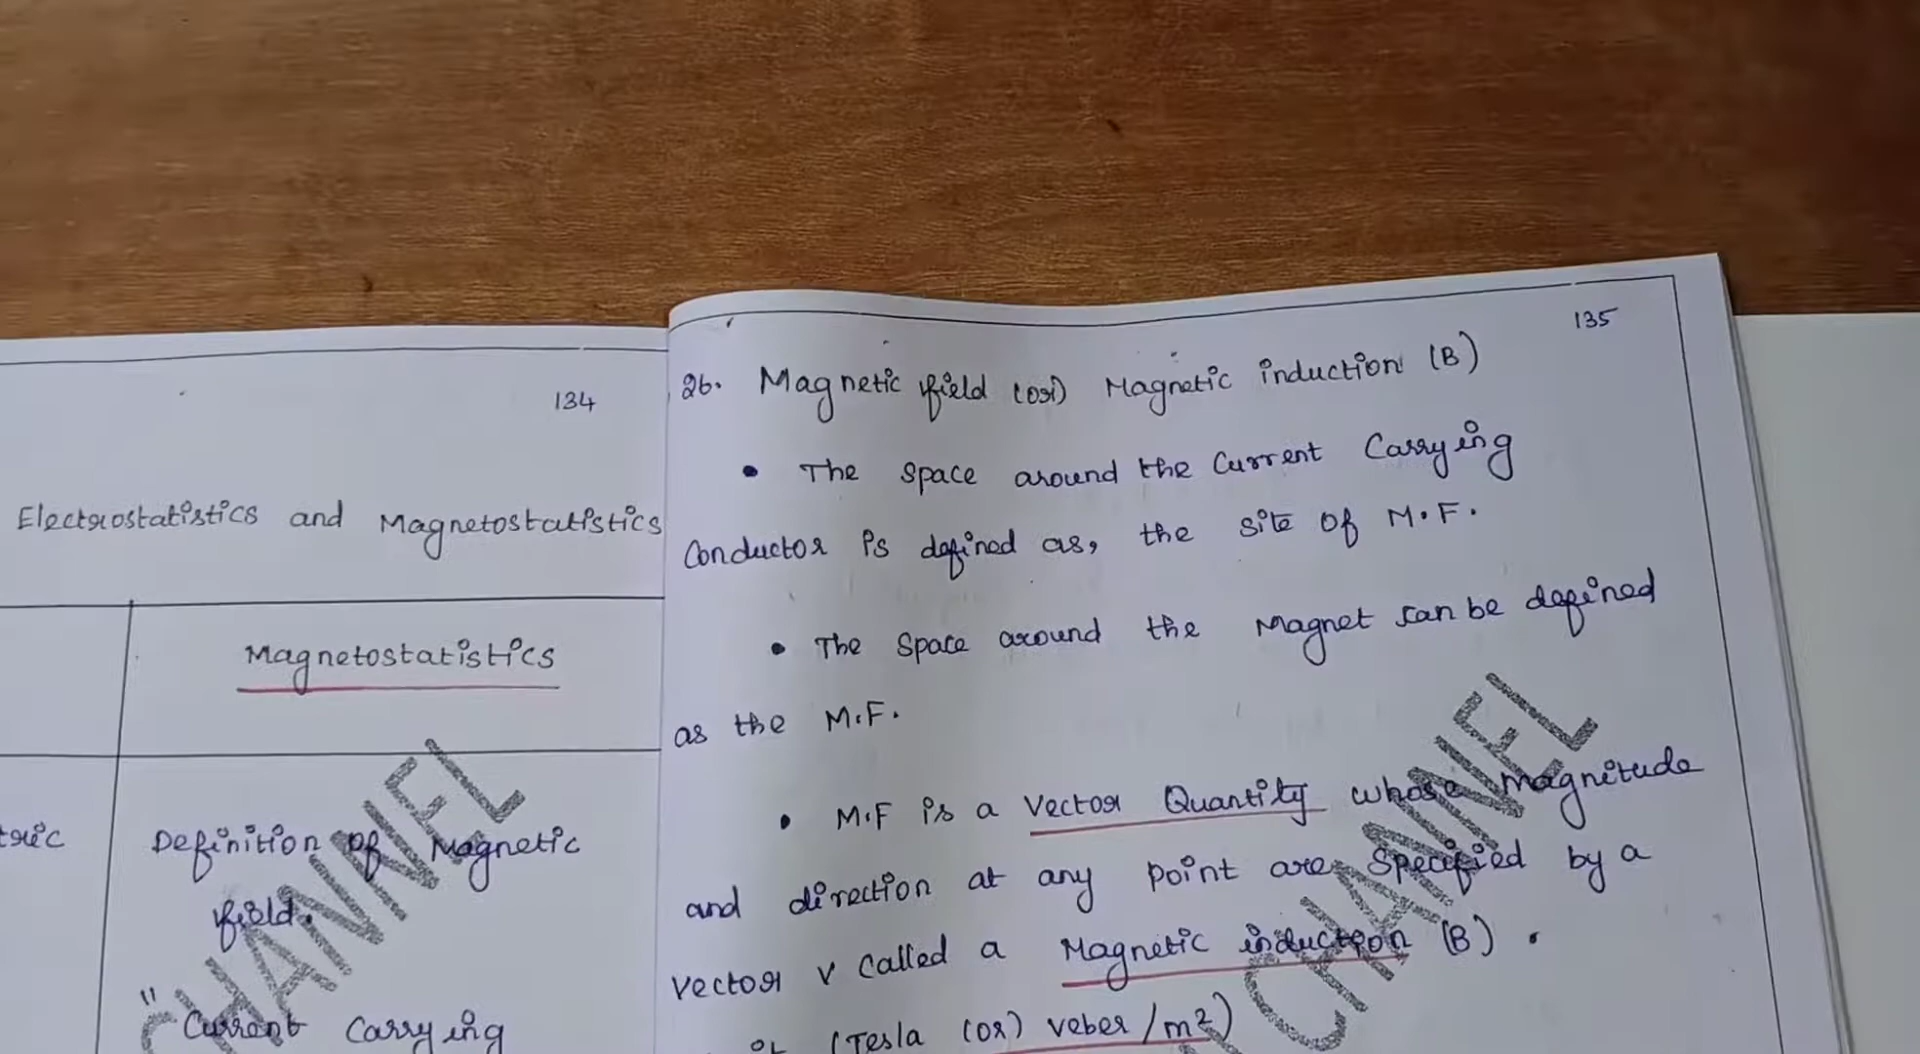 134
Electrostatistics and Magnetostatistics
Magnetostatistics
Definition of Magnetic
field.
"Current Carrying
CHANNEL
135
26. Magnetic field (or) Magnetic induction (B)
• The space around the Current Carrying
Conductor is defined as, the site of M.F.
• The space around the Magnet can be defined
as the M.F.
• M.F is a Vector Quantity whose magnitude
and direction at any point are specified by a
vector v called a Magnetic induction (B).
(Tesla (or) veber/m²)
CHANNEL